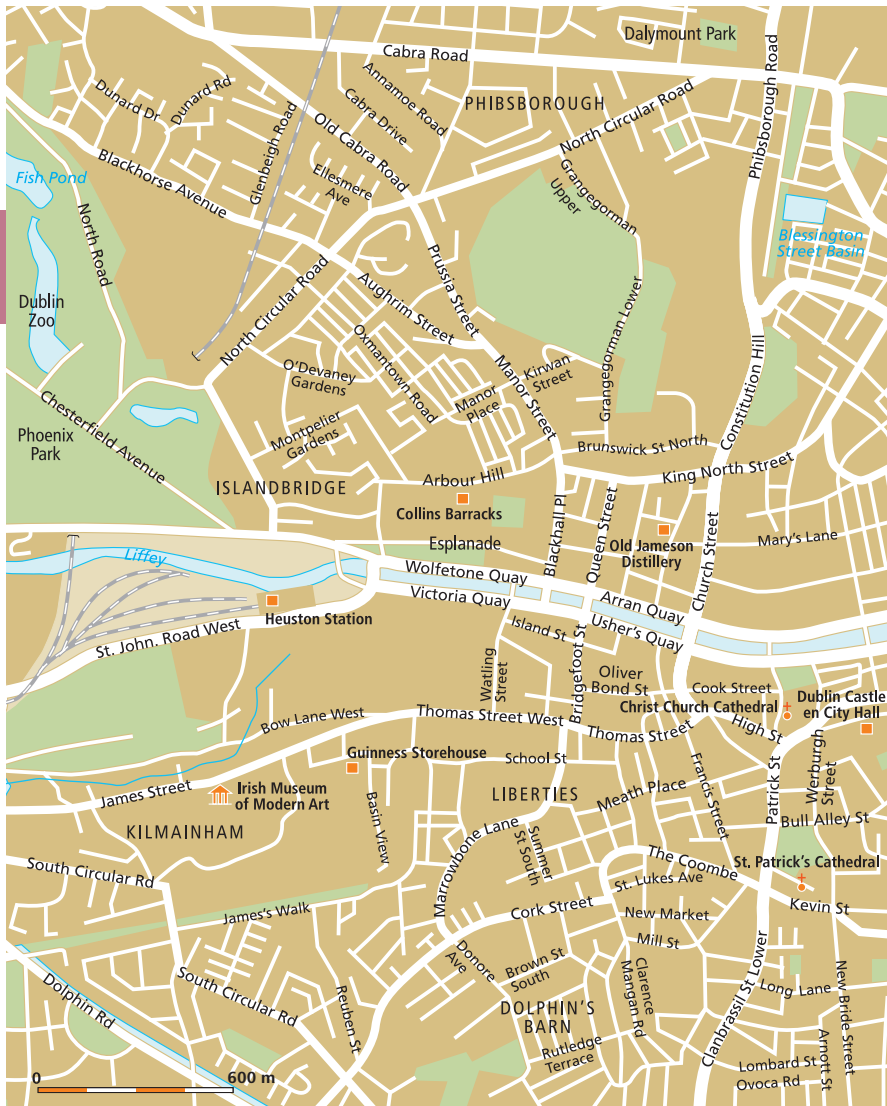 Dalymount Park
Cabra Road
Phibsborough Road
Dunard Rd
Dunard Dr
Annamoe Road
Cabra Drive
PHIBSBOROUGH
North Circular Road
Old Cabra Road
Glenbeigh Road
Blackhorse Avenue
Ellesmere
Ave
Fish Pond
North Road
Grangegorman
Upper
Blessington
Street Basin
Dublin
Zoo
North Circular Road
Prussia Street
Aughrim Street
Grangegorman Lower
O'Devaney
Gardens
Oxmantown Road
Manor Street
Kirwan
Street
Manor
Place
Constitution Hill
Chesterfield Avenue
Phoenix
Park
Montpelier
Gardens
Brunswick St North
King North Street
ISLANDBRIDGE
Arbour Hill
Collins Barracks
Blackhall Pl
Queen Street
Old Jameson
Distillery
Church Street
Mary's Lane
Esplanade
Liffey
Wolfetone Quay
Victoria Quay
Arran Quay
Usher's Quay
Heuston Station
St. John. Road West
Island St
Watling
Street
Bridgefoot St
Oliver
Bond St
Cook Street
Christ Church Cathedral
Dublin Castle
en City Hall
High St
Bow Lane West
Thomas Street West
Thomas Street
Guinness Storehouse
School St
Francis Street
Patrick St
Werburgh
Street
James Street
Irish Museum
of Modern Art
Basin View
LIBERTIES
Meath Place
Bull Alley St
KILMAINHAM
Marrowbone Lane
Summer
St South
The Coombe
St. Patrick's Cathedral
South Circular Rd
St. Lukes Ave
Kevin St
James's Walk
Cork Street
New Market
Mill St
Donore
Ave
Brown St
South
Clarence
Mangan Rd
Clanbrassil St Lower
Long Lane
New Bride Street
Dolphin Rd
South Circular Rd
Reuben St
DOLPHIN'S
BARN
Rutledge
Terrace
Lombard St
Arnott St
Ovoca Rd
0 600 m